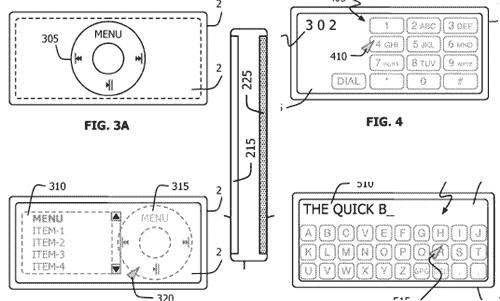 305
MENU
2
2
FIG. 3A
310
315
2
MENU
ITEM-1
ITEM-2
ITEM-3
ITEM-4
MENU
2
320
225
215
302
410
1 2 ABC 3 DEF
4 GHI 5 JKL 6 MNO
7 PQRS 8 TUV 9 WXYZ
DIAL * 0 #
FIG. 4
510
THE QUICK B_
A B C D E F G H I J
K L M N O P Q R S T
U V W X Y Z SPC .